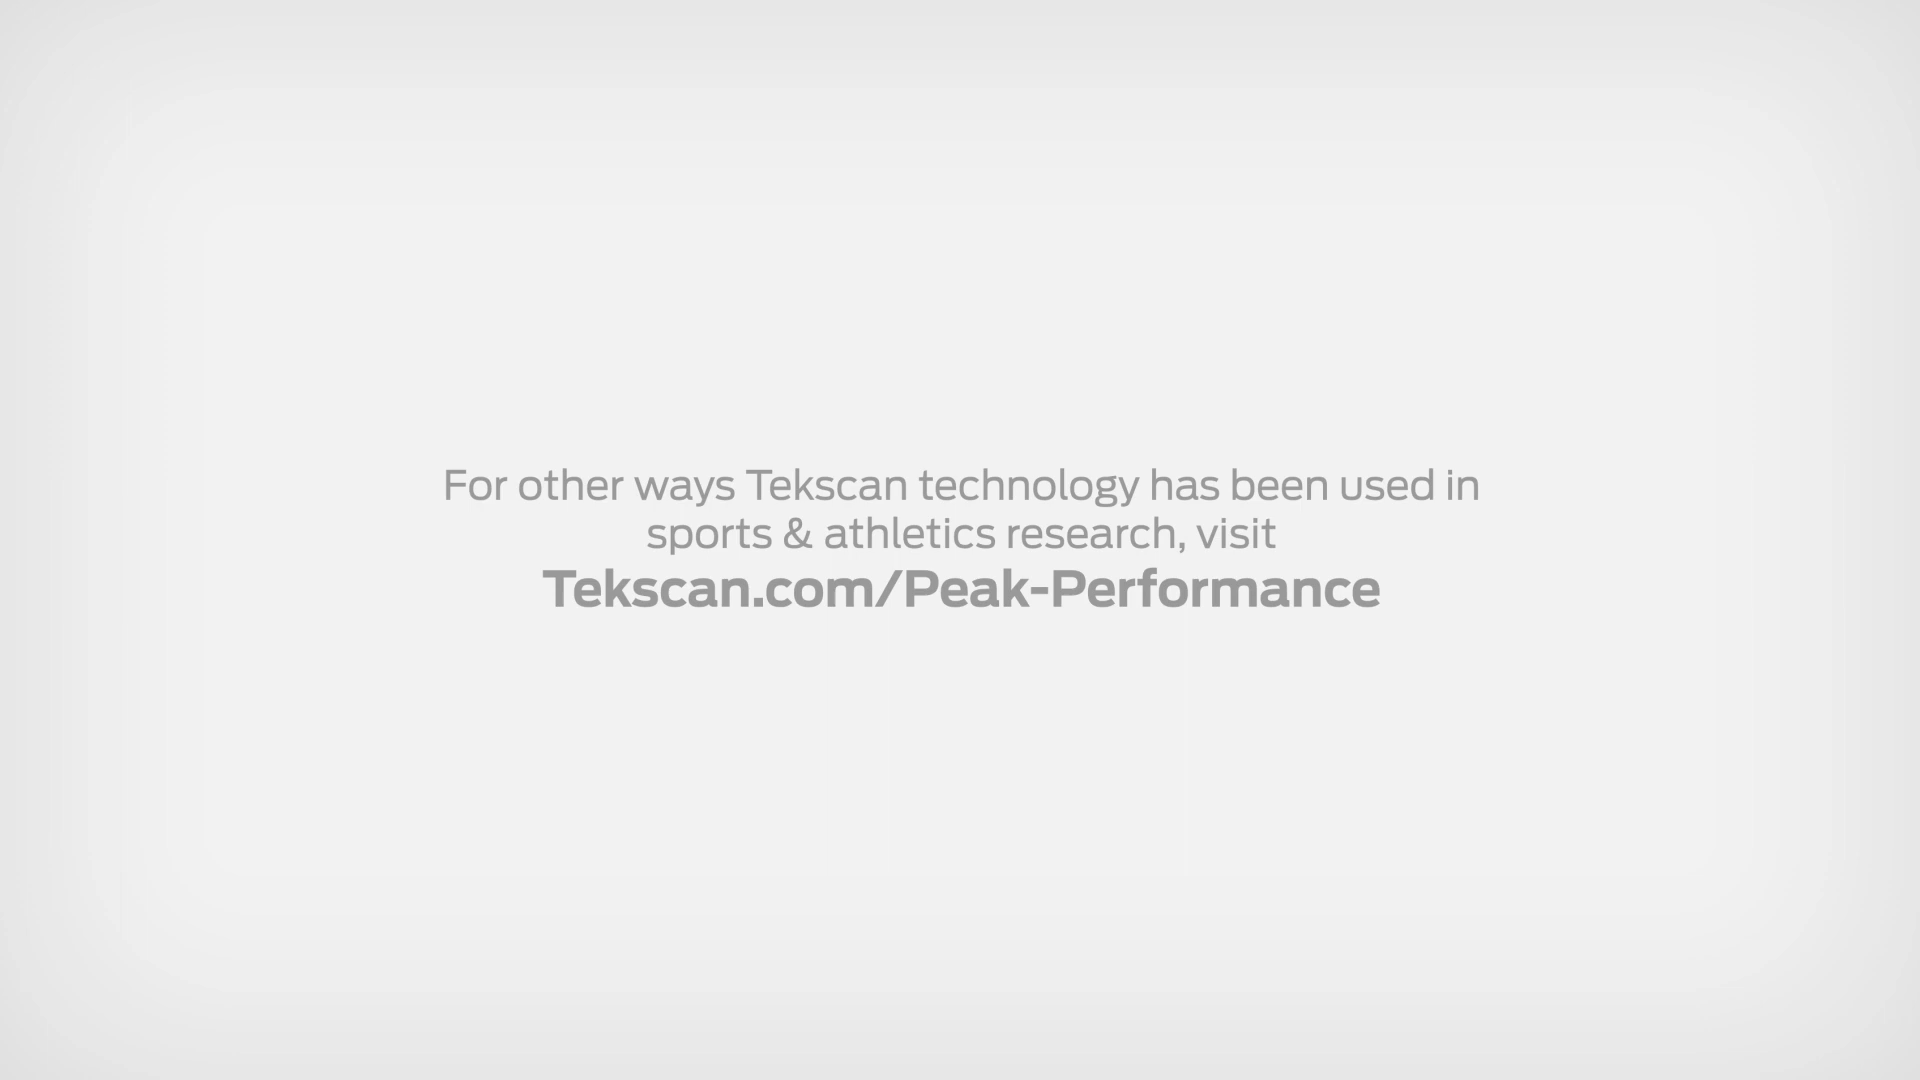 For other ways Tekscan technology has been used in
sports & athletics research, visit
Tekscan.com/Peak-Performance